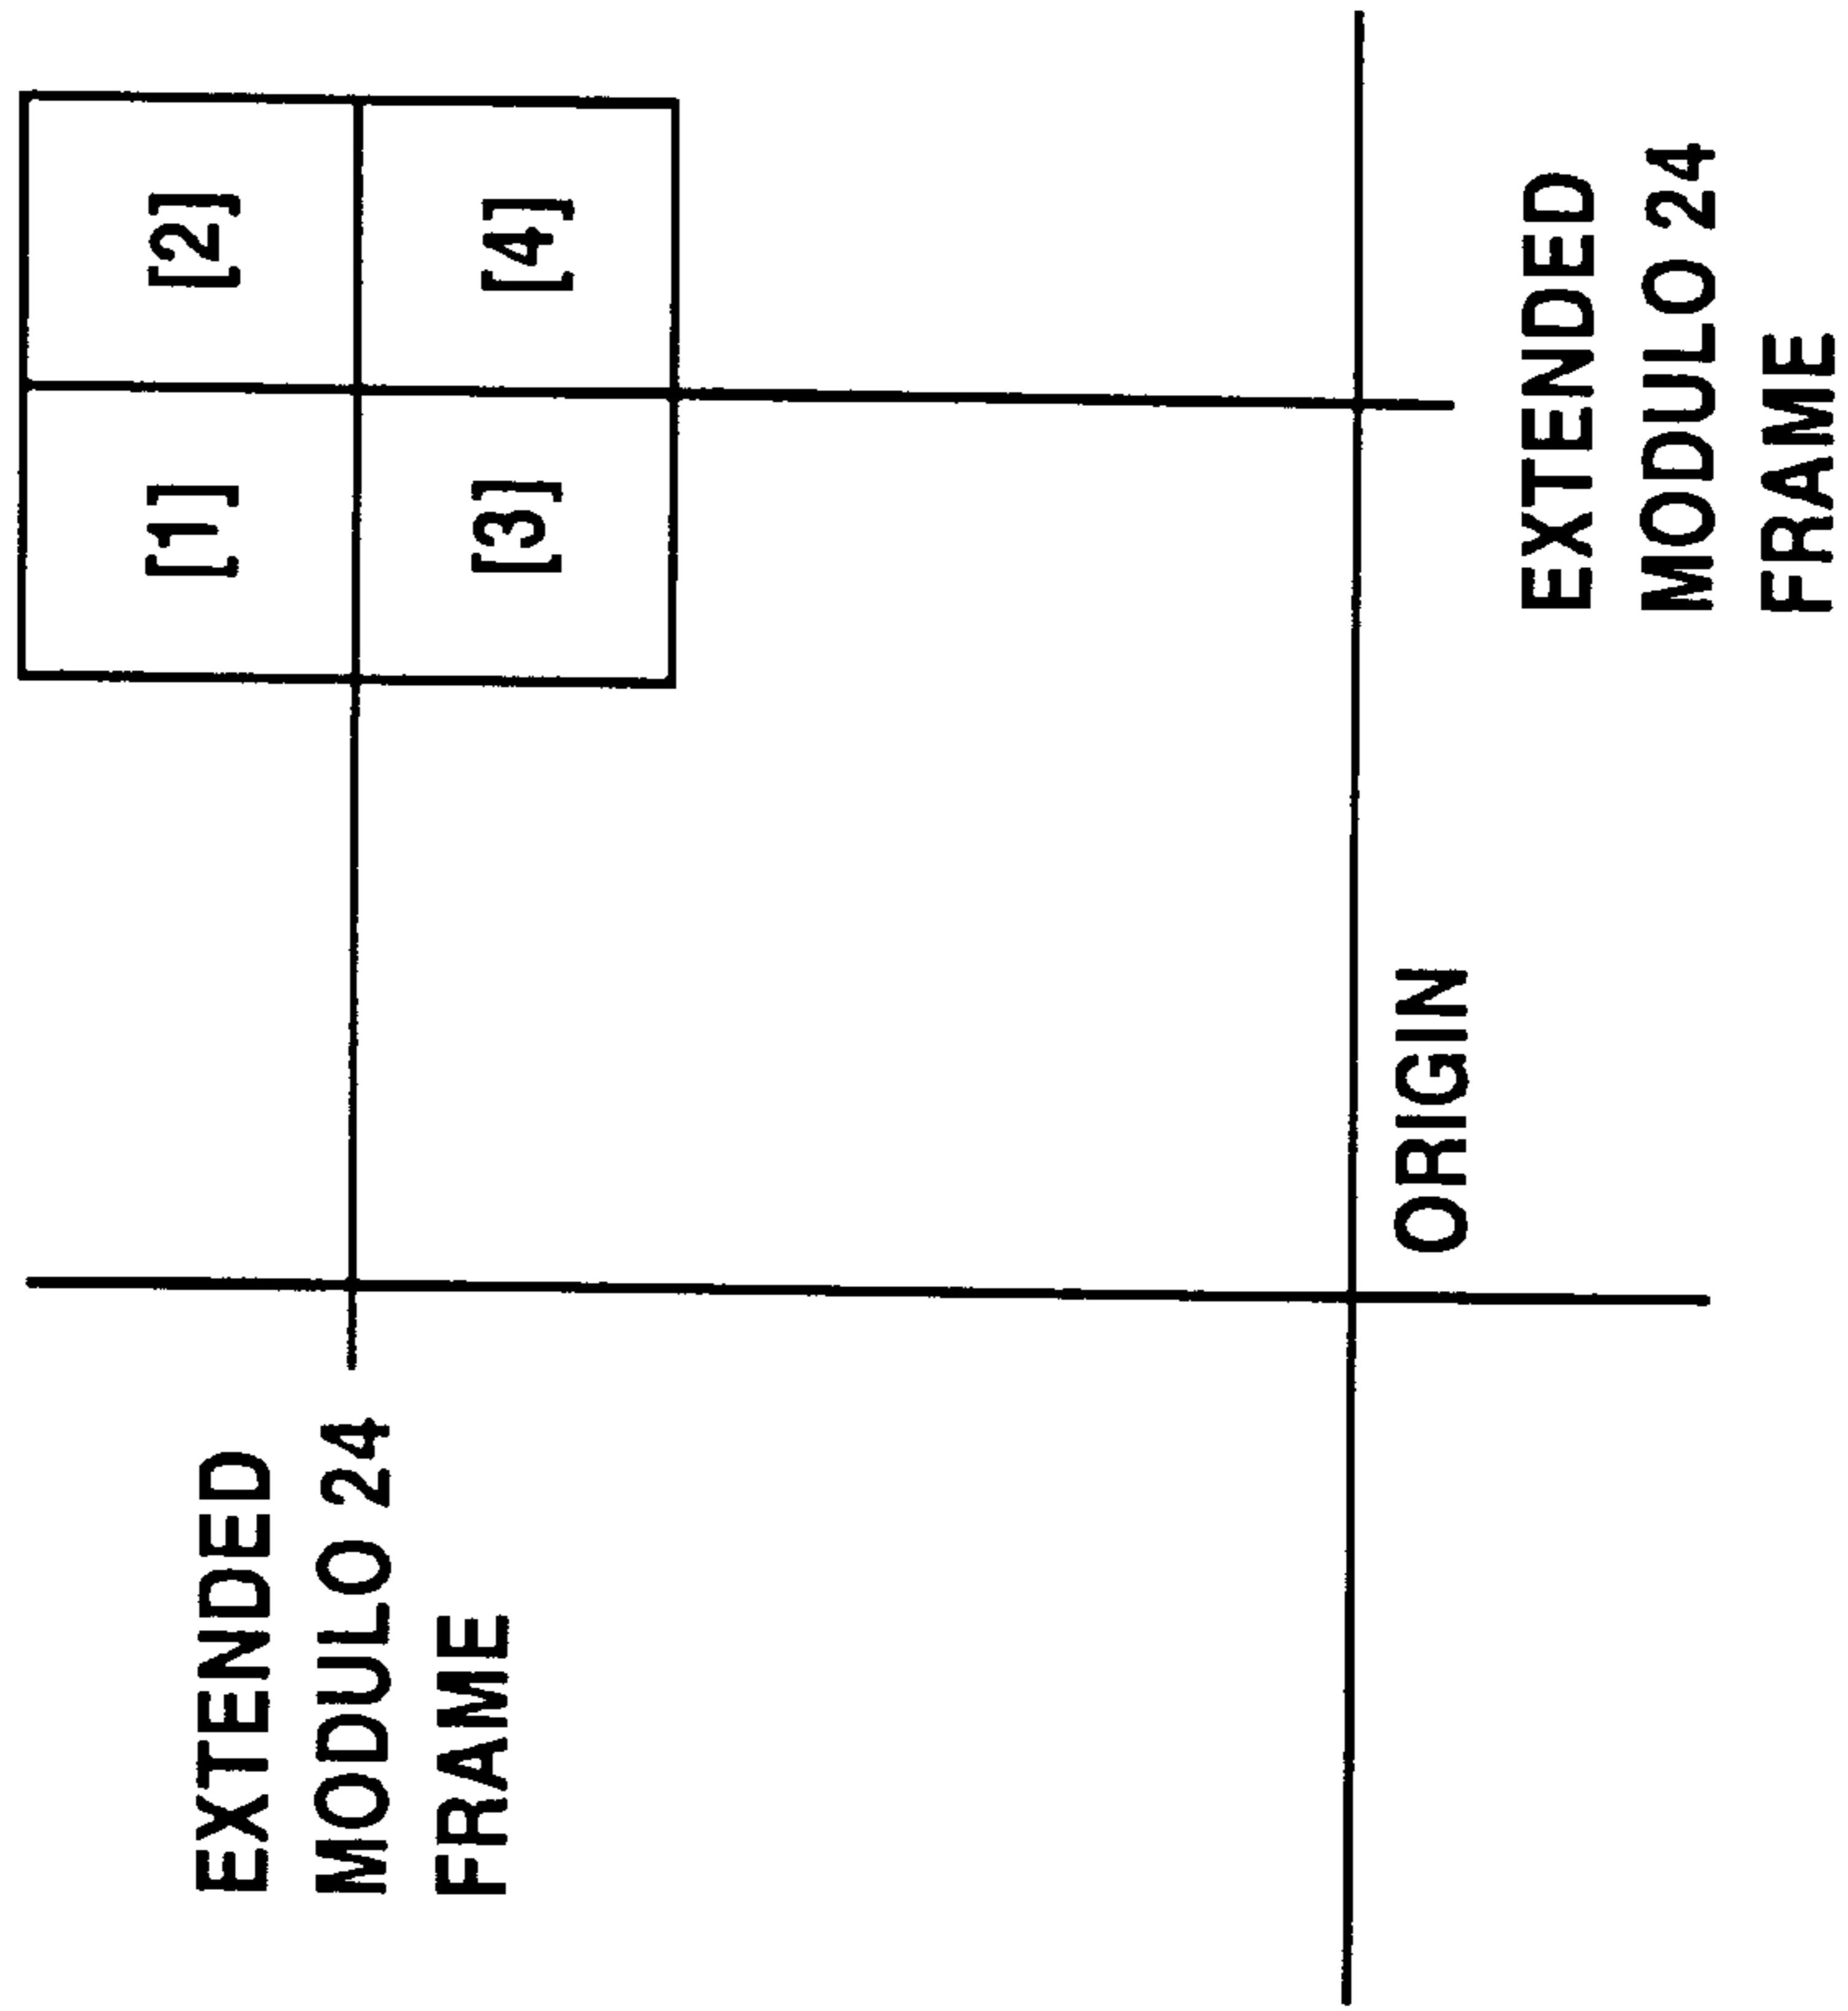 [1] [2]
EXTENDED
MODULO 24
FRAME
[3] [4]
ORIGIN
EXTENDED
MODULO 24
FRAME